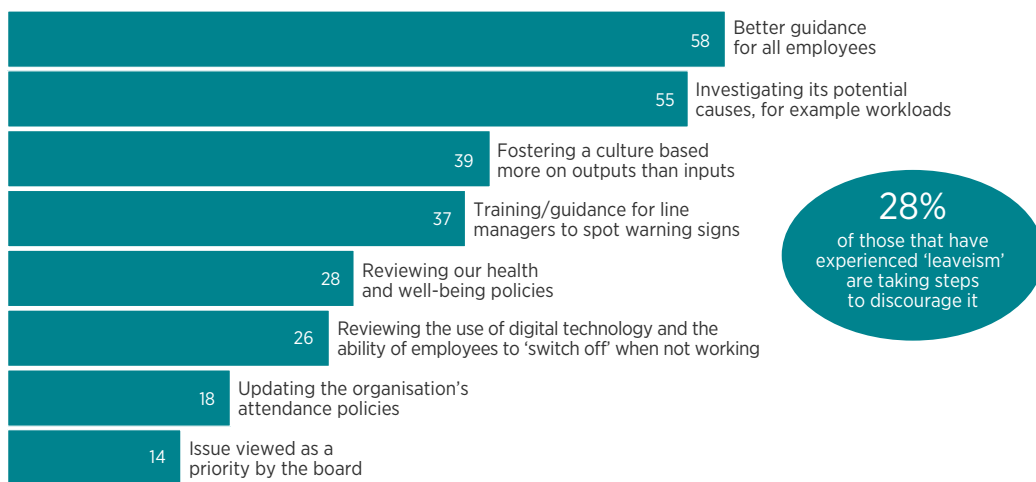 58
Better guidance
for all employees
55
Investigating its potential
causes, for example workloads
39
Fostering a culture based
more on outputs than inputs
37
Training/guidance for line
managers to spot warning signs
28
Reviewing our health
and well-being policies
26
Reviewing the use of digital technology and the
ability of employees to ‘switch off’ when not working
18
Updating the organisation’s
attendance policies
14
Issue viewed as a
priority by the board
28%
of those that have
experienced ‘leaveism’
are taking steps
to discourage it